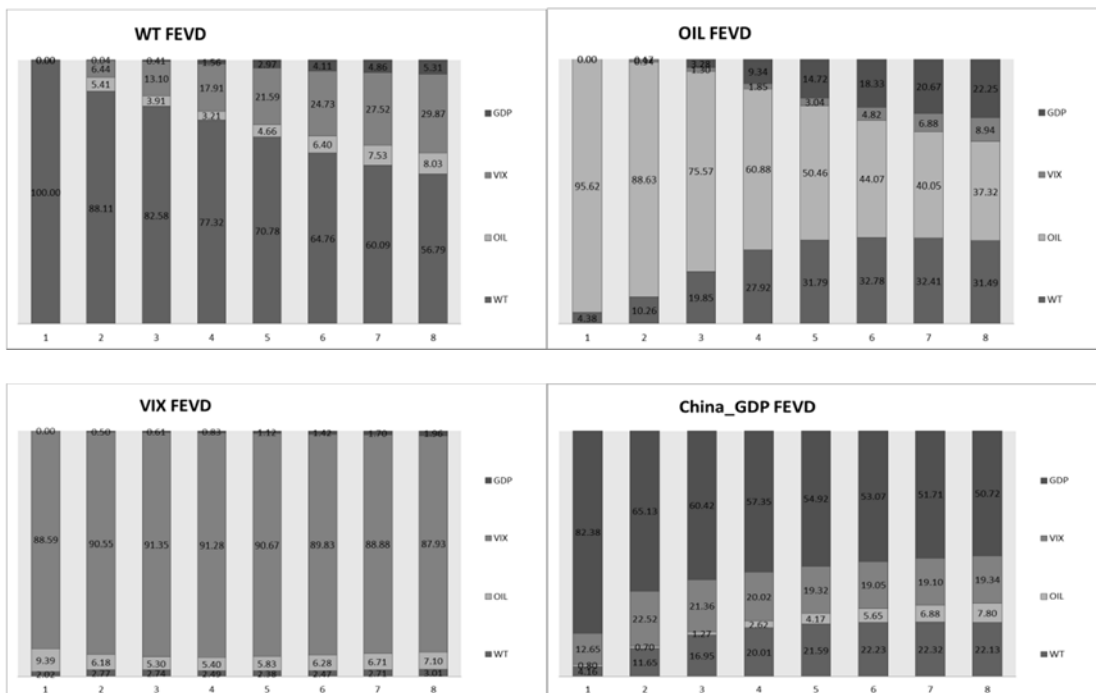 WT FEVD
0.00 0.04 0.41 1.56 2.97 4.11 4.86 5.31
6.44 13.10 17.91 21.59 24.73 27.52 29.87
5.41 3.91 3.21 4.66 6.40 7.53 8.03
100.00 88.11 82.58 77.32 70.78 64.76 60.09 56.79
1 2 3 4 5 6 7 8
GDP
VIX
OIL
WT
OIL FEVD
0.00 0.17 3.28 9.34 14.72 18.33 20.67 22.25
0.94 1.30 1.85 3.04 4.82 6.88 8.94
95.62 88.63 75.57 60.88 50.46 44.07 40.05 37.32
4.38 10.26 19.85 27.92 31.79 32.78 32.41 31.49
1 2 3 4 5 6 7 8
GDP
VIX
OIL
WT
VIX FEVD
0.00 0.50 0.61 0.83 1.12 1.42 1.70 1.96
88.59 90.55 91.35 91.28 90.67 89.83 88.88 87.93
9.39 6.18 5.30 5.40 5.83 6.28 6.71 7.10
2.02 2.77 2.74 2.49 2.38 2.47 2.71 3.01
1 2 3 4 5 6 7 8
GDP
VIX
OIL
WT
China_GDP FEVD
82.38 65.13 60.42 57.35 54.92 53.07 51.71 50.72
12.65 22.52 21.36 20.02 19.32 19.05 19.10 19.34
0.80 0.70 1.27 2.62 4.17 5.65 6.88 7.80
4.16 11.65 16.95 20.01 21.59 22.23 22.32 22.13
1 2 3 4 5 6 7 8
GDP
VIX
OIL
WT